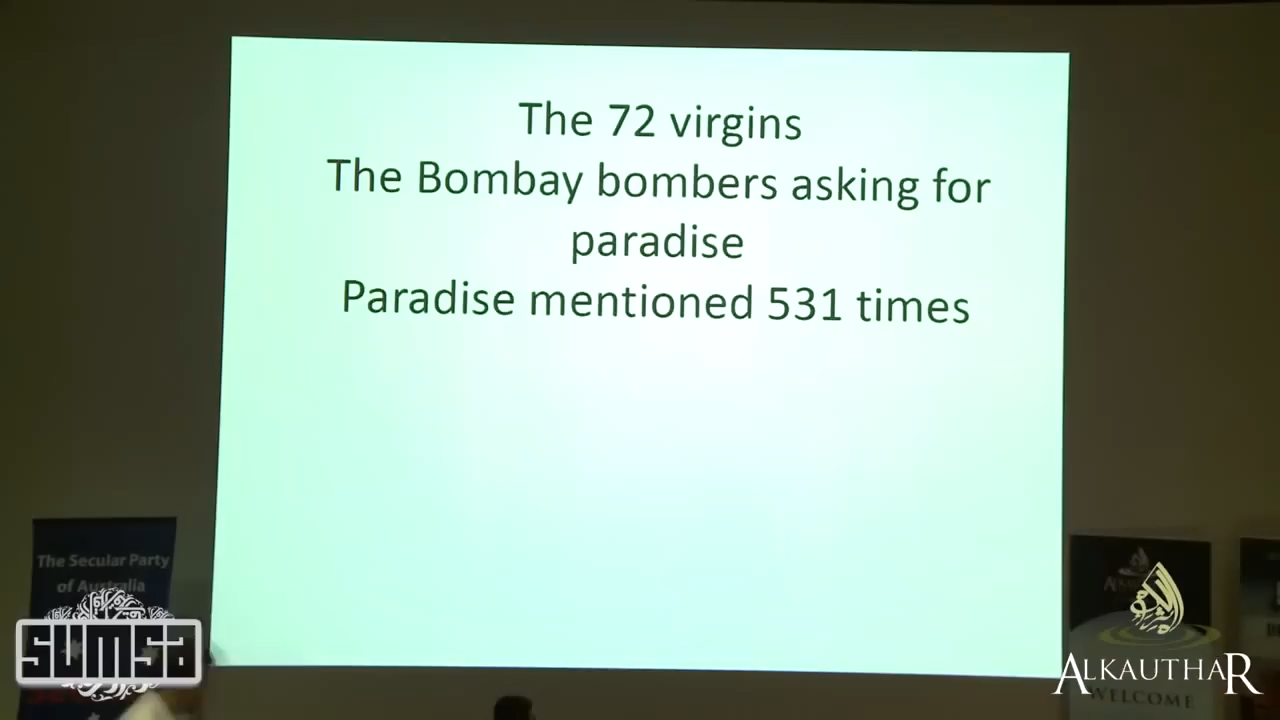 The 72 virgins
The Bombay bombers asking for
paradise
Paradise mentioned 531 times
The Secular Party
of Australia
sumsa
ALKAUTHAR
WELCOME